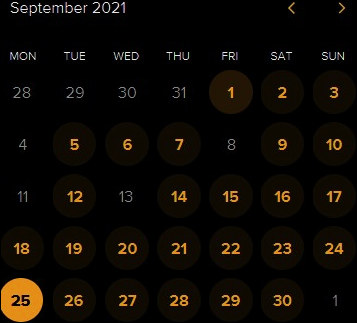 September 2021
MON TUE WED THU FRI SAT SUN
28 29 30 31 1 2 3
4 5 6 7 8 9 10
11 12 13 14 15 16 17
18 19 20 21 22 23 24
25 26 27 28 29 30 1